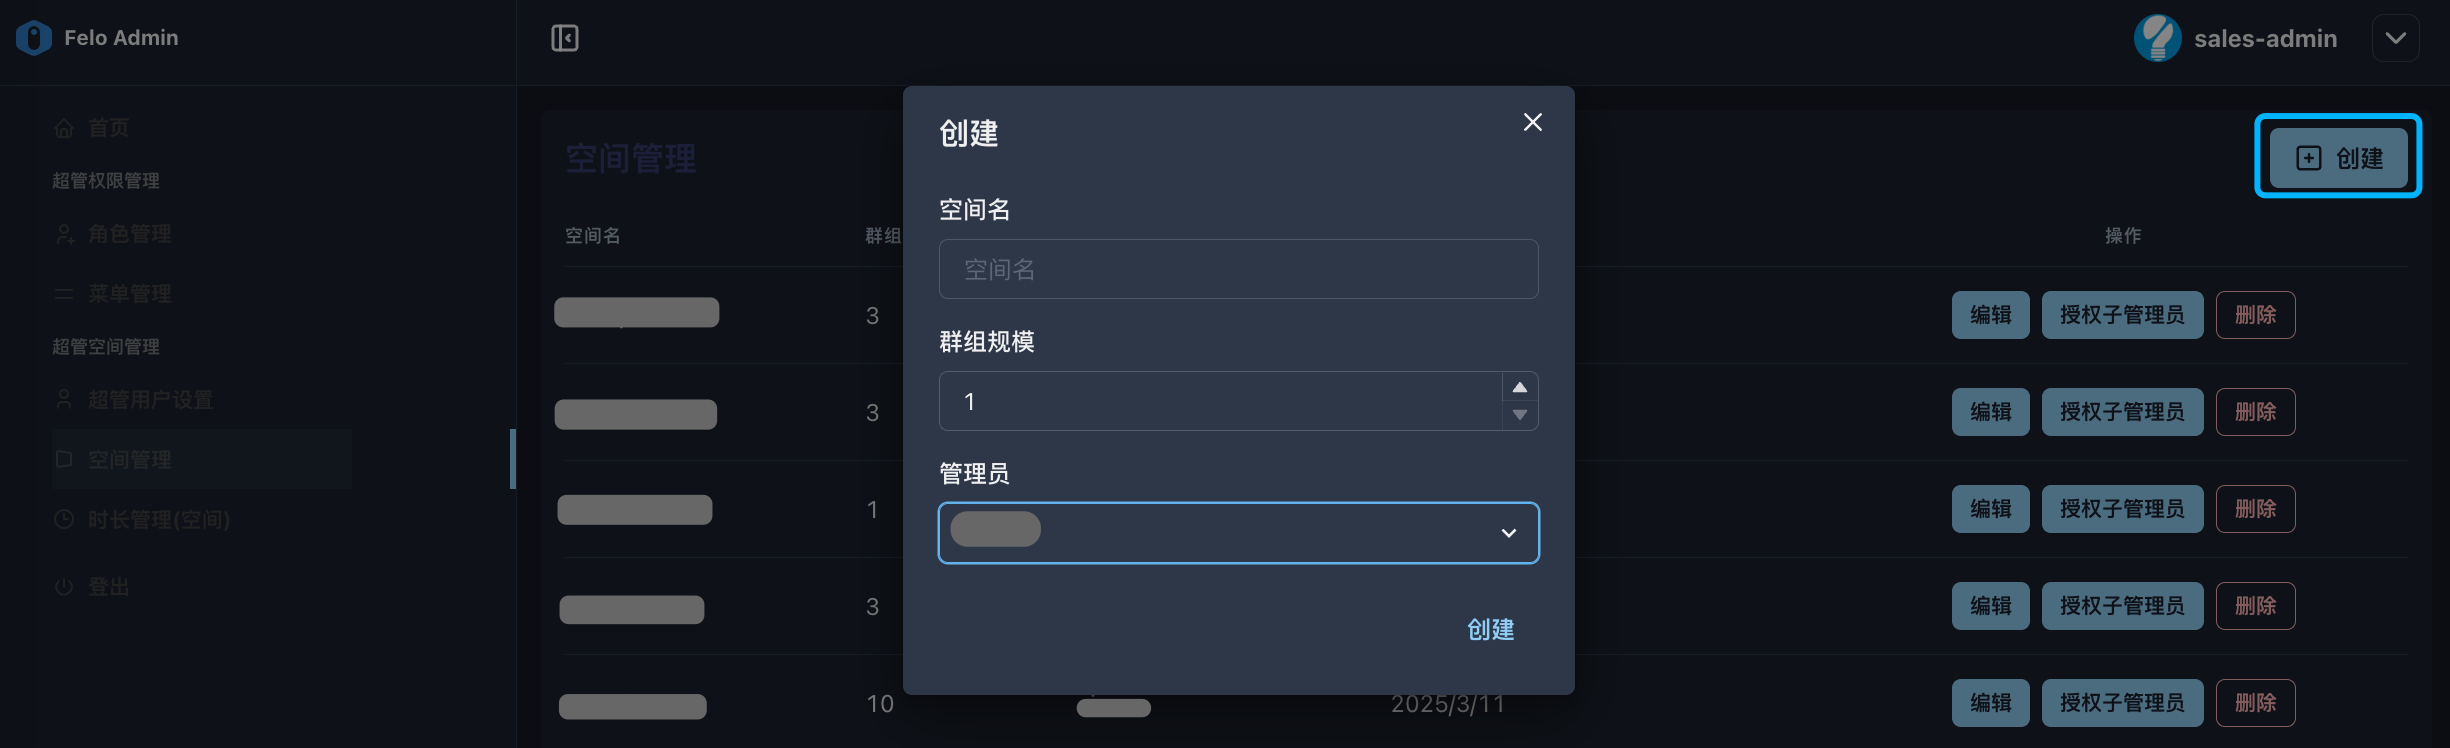 Felo Admin
sales-admin
首页
超管权限管理
角色管理
菜单管理
超管空间管理
超管用户设置
空间管理
时长管理(空间)
登出
空间管理
创建
空间名
群组
操作
3
编辑
授权子管理员
删除
3
编辑
授权子管理员
删除
1
编辑
授权子管理员
删除
3
编辑
授权子管理员
删除
10
2025/3/11
编辑
授权子管理员
删除
创建
空间名
空间名
群组规模
1
管理员
创建